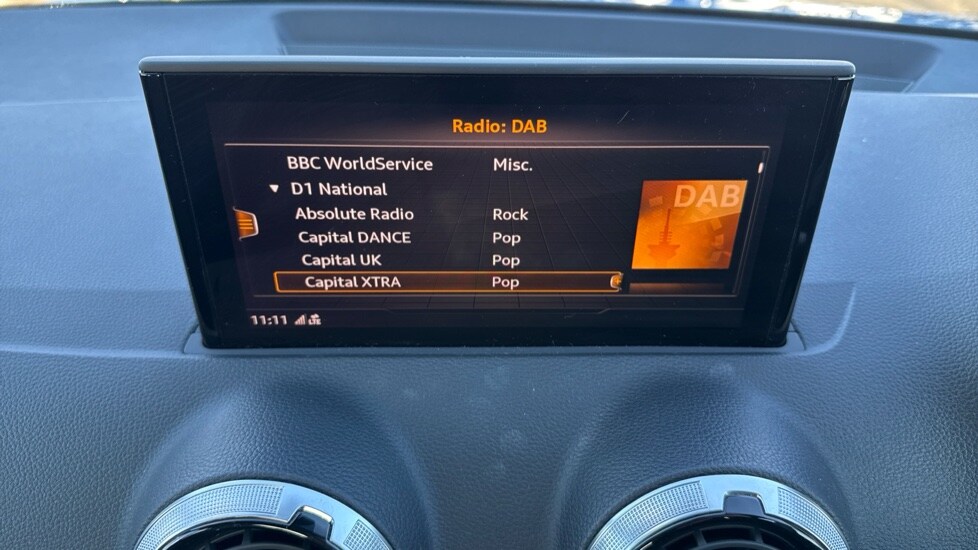 Radio: DAB
BBC WorldService Misc.
▼ D1 National
Absolute Radio Rock
Capital DANCE Pop
Capital UK Pop
Capital XTRA Pop
DAB
11:11 LTE